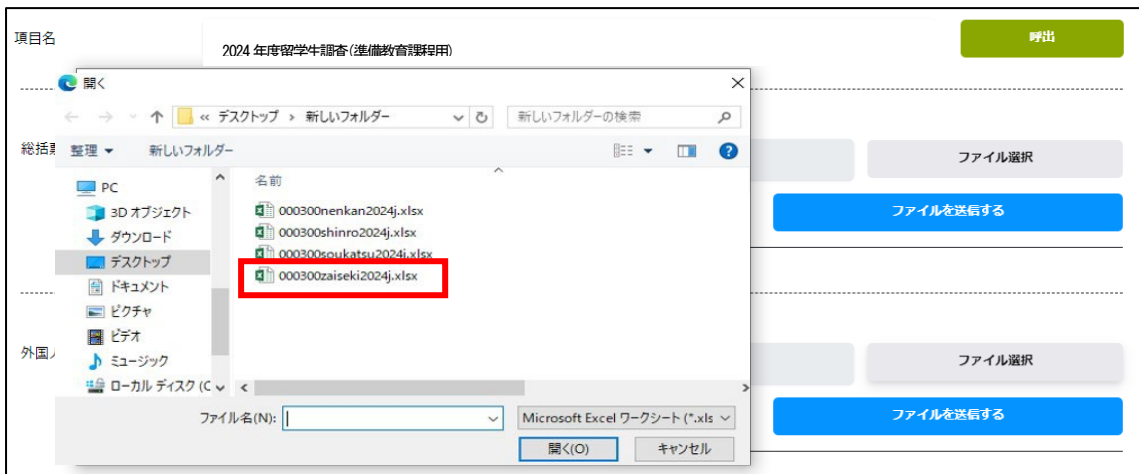 項目名
2024 年度留学生調査(準備教育課程用)
呼出
開く
« デスクトップ › 新しいフォルダー
新しいフォルダーの検索
整理
新しいフォルダー
PC
3D オブジェクト
ダウンロード
デスクトップ
ドキュメント
ピクチャ
ビデオ
ミュージック
ローカル ディスク (C
名前
000300nenkan2024j.xlsx
000300shinro2024j.xlsx
000300soukatsu2024j.xlsx
000300zaiseki2024j.xlsx
ファイル名(N):
Microsoft Excel ワークシート (*.xls
開く(O)
キャンセル
総括
ファイル選択
ファイルを送信する
外国
ファイル選択
ファイルを送信する